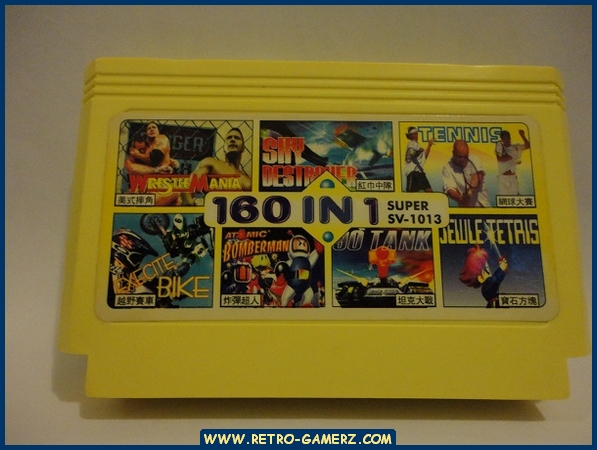 WRESTLEMANIA
美式摔角
SKY
DESTROYER
紅巾中隊
TENNIS
網球大賽
160 IN 1
SUPER
SV-1013
EXECITE
BIKE
越野賽車
ATOMIC
BOMBERMAN
炸彈超人
90 TANK
坦克大戰
JEWLE TETRIS
寶石方塊
WWW.RETRO-GAMERZ.COM